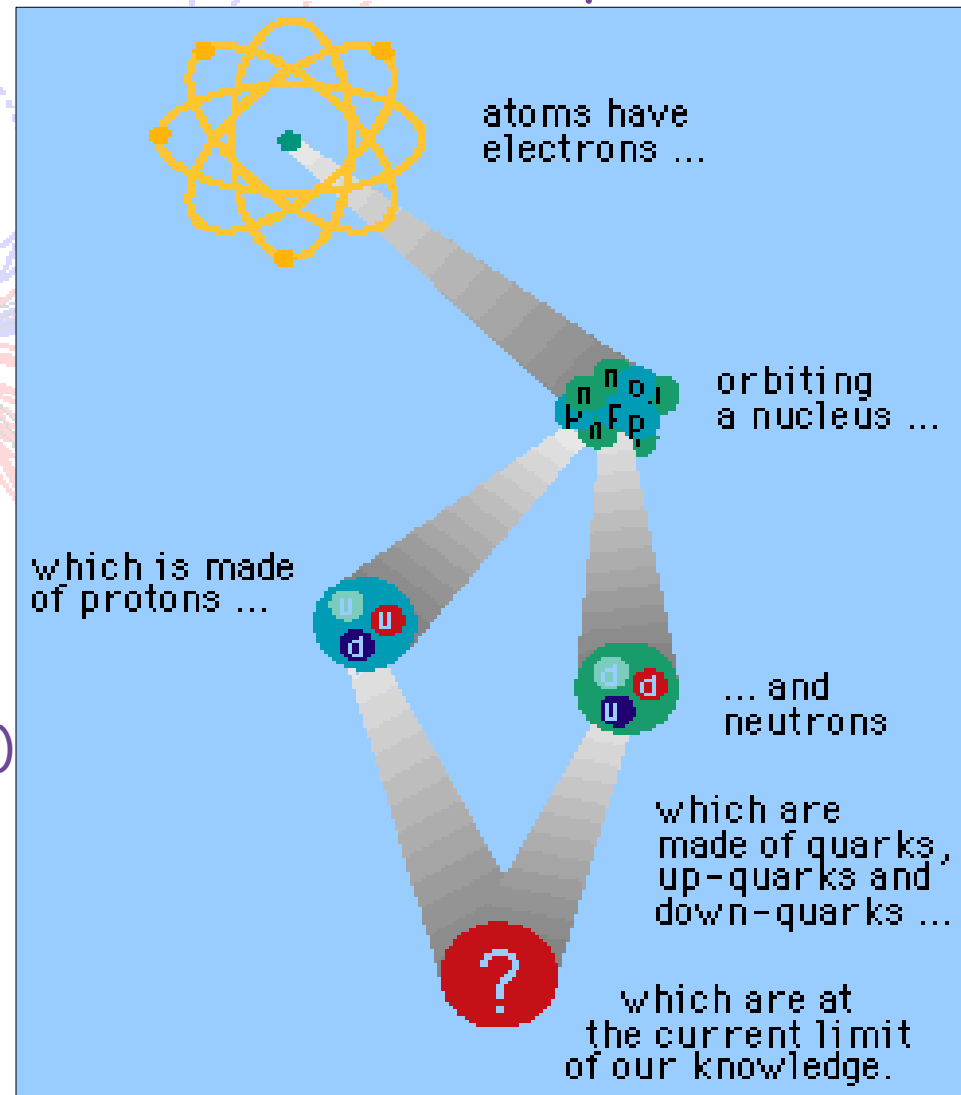 atoms have
electrons ...
n
n
p
n
p
orbiting
a nucleus ...
which is made
of protons ...
u
u
d
d
d
u
... and
neutrons
which are
made of quarks,
up-quarks and
down-quarks ...
?
which are at
the current limit
of our knowledge.